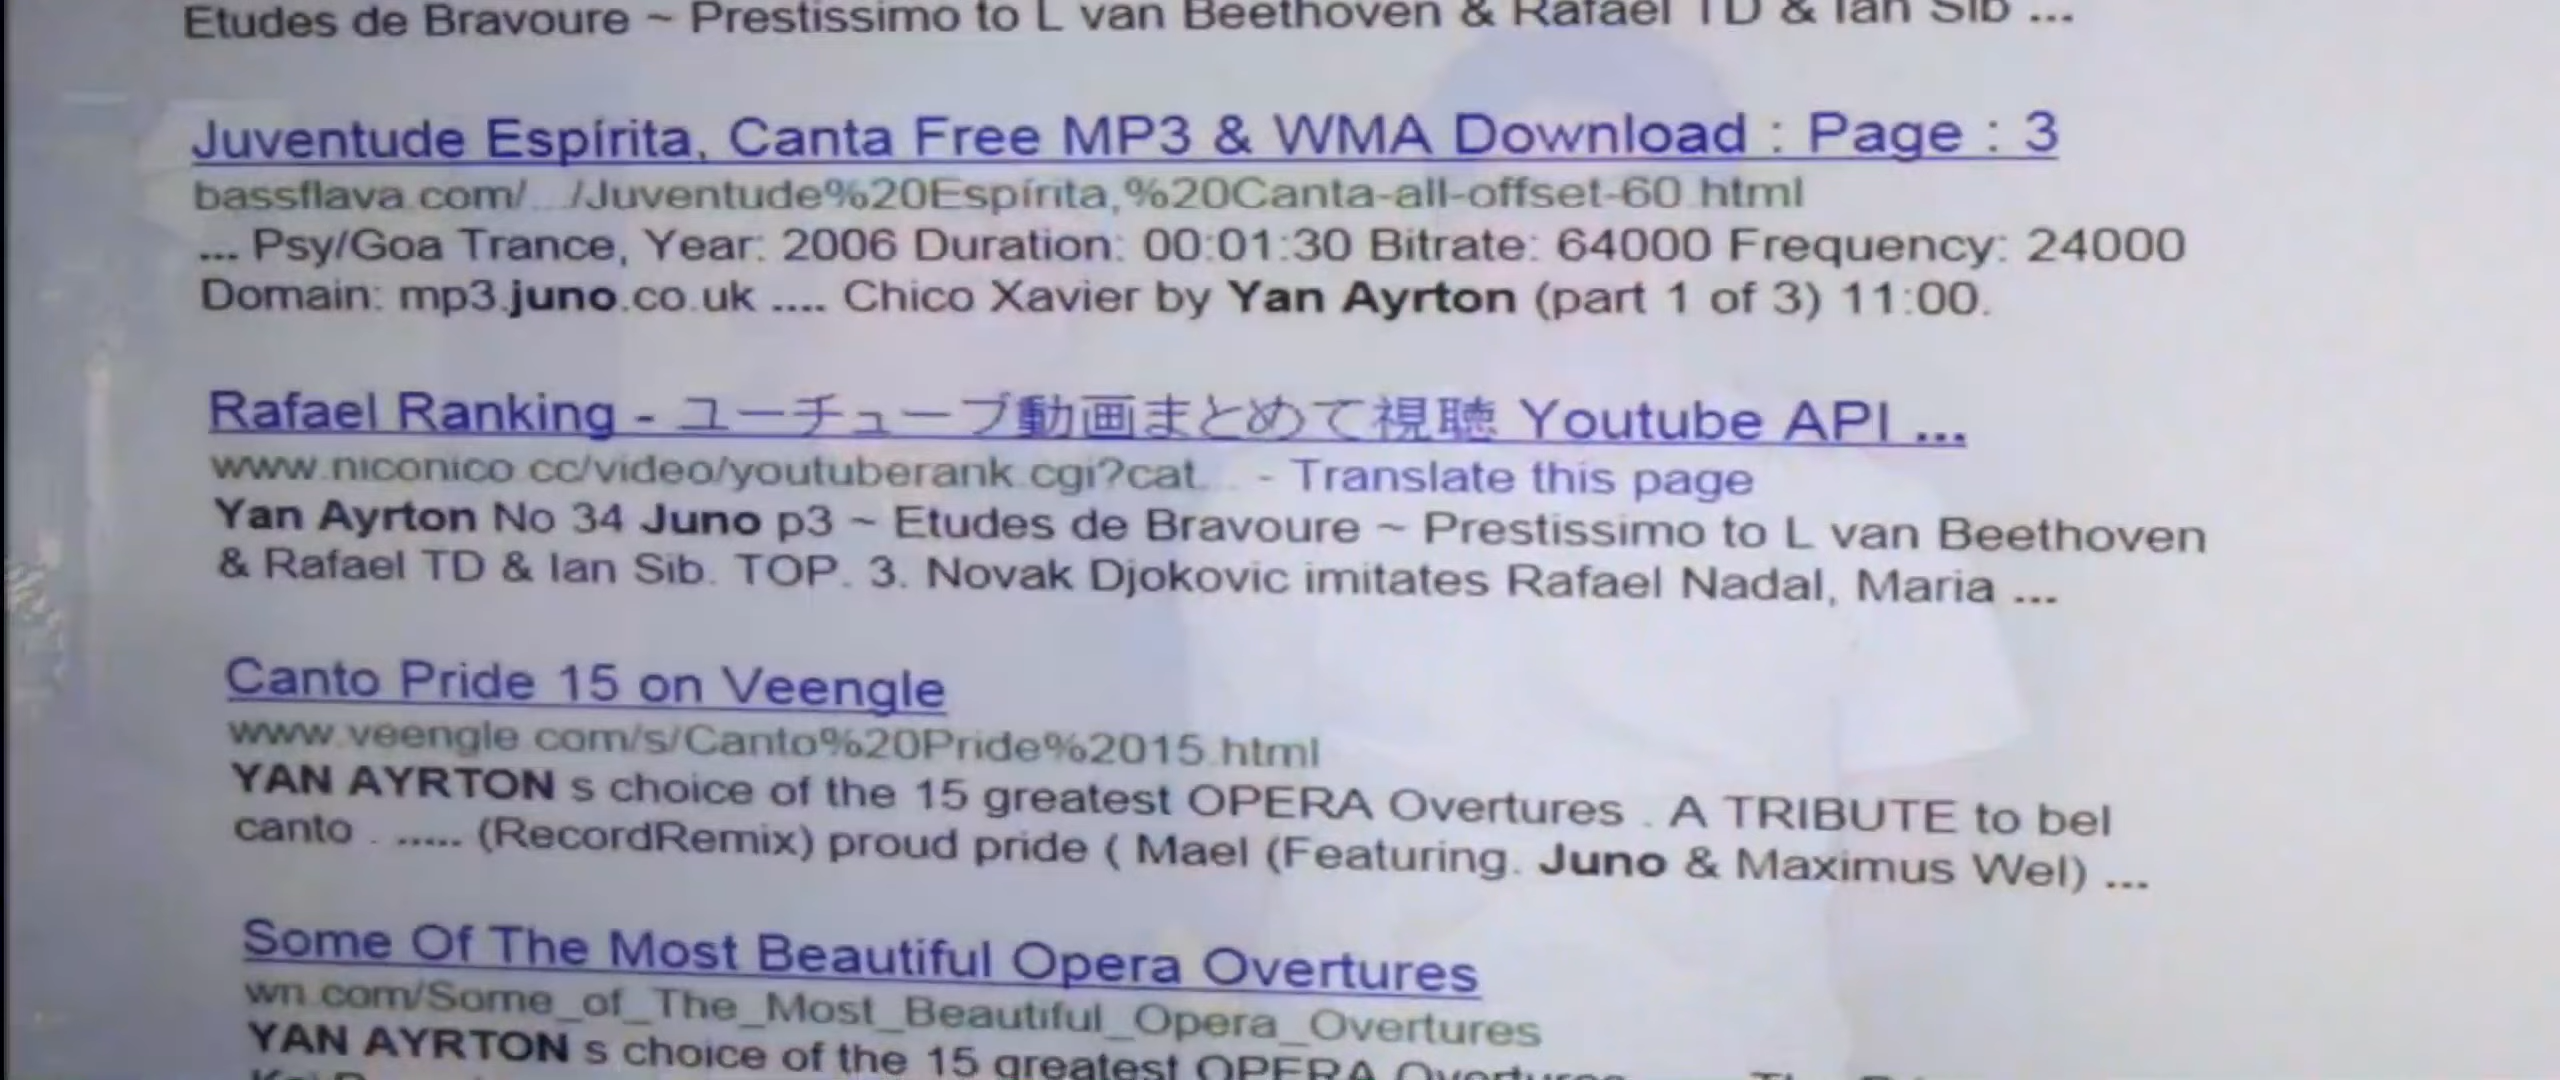 Etudes de Bravoure ~ Prestissimo to L van Beethoven & Rafael TD & Ian Sib ...
Juventude Espírita, Canta Free MP3 & WMA Download : Page : 3
bassflava.com/.../Juventude%20Espírita,%20Canta-all-offset-60.html
... Psy/Goa Trance, Year: 2006 Duration: 00:01:30 Bitrate: 64000 Frequency: 24000
Domain: mp3.juno.co.uk .... Chico Xavier by Yan Ayrton (part 1 of 3) 11:00.
Rafael Ranking - ユーチューブ動画まとめて視聴 Youtube API ...
www.niconico.cc/video/youtuberank.cgi?cat... - Translate this page
Yan Ayrton No 34 Juno p3 ~ Etudes de Bravoure ~ Prestissimo to L van Beethoven
& Rafael TD & Ian Sib. TOP. 3. Novak Djokovic imitates Rafael Nadal, Maria ...
Canto Pride 15 on Veengle
www.veengle.com/s/Canto%20Pride%2015.html
YAN AYRTON s choice of the 15 greatest OPERA Overtures . A TRIBUTE to bel
canto . ..... (RecordRemix) proud pride ( Mael (Featuring. Juno & Maximus Wel) ...
Some Of The Most Beautiful Opera Overtures
wn.com/Some_of_The_Most_Beautiful_Opera_Overtures
YAN AYRTON s choice of the 15 greatest OPERA Overtures